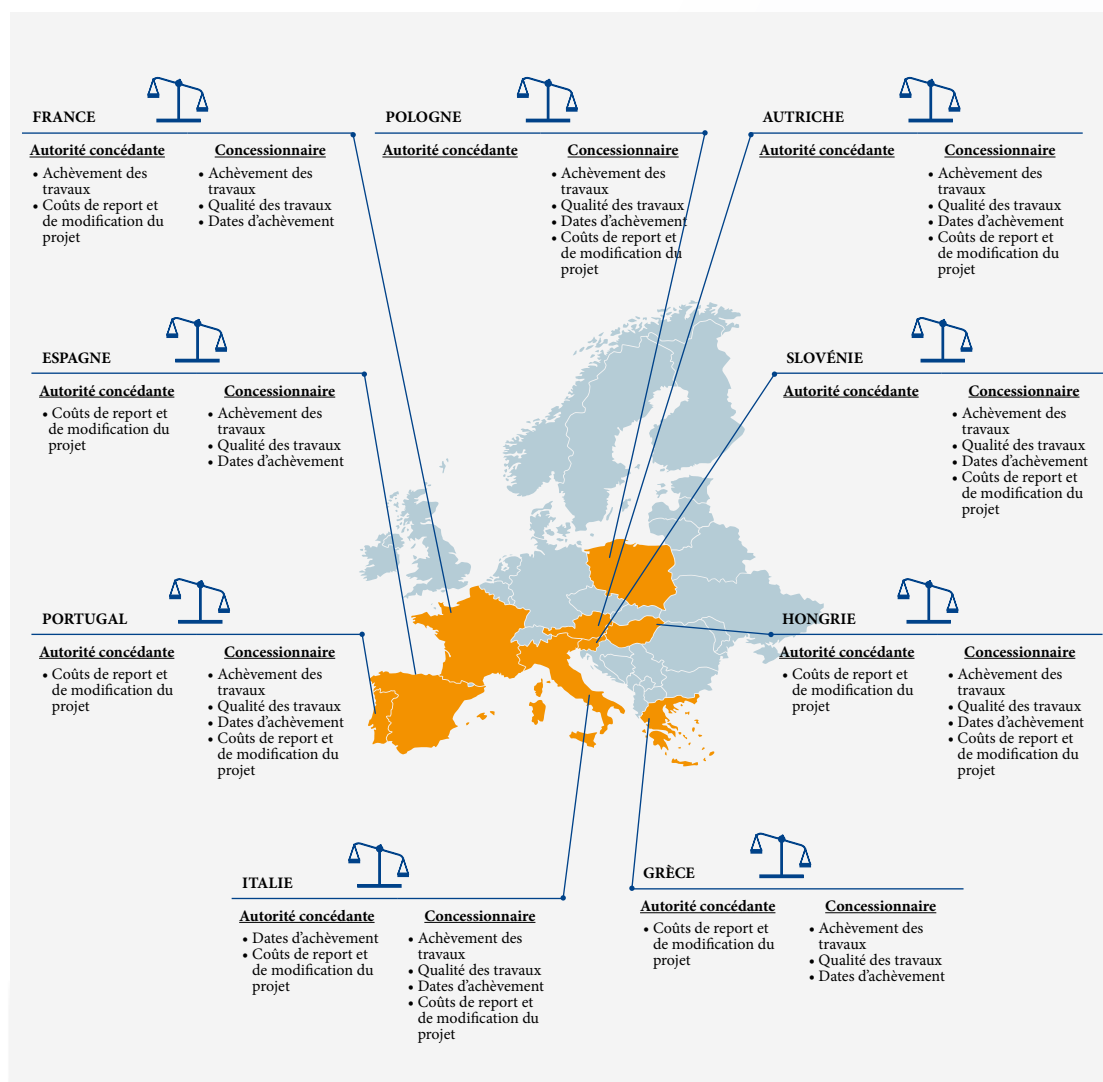 FRANCE
Autorité concédante
• Achèvement des
travaux
• Coûts de report et
de modification du
projet
Concessionnaire
• Achèvement des
travaux
• Qualité des travaux
• Dates d'achèvement
POLOGNE
Autorité concédante
Concessionnaire
• Achèvement des
travaux
• Qualité des travaux
• Dates d'achèvement
• Coûts de report et
de modification du
projet
AUTRICHE
Autorité concédante
Concessionnaire
• Achèvement des
travaux
• Qualité des travaux
• Dates d'achèvement
• Coûts de report et
de modification du
projet
ESPAGNE
Autorité concédante
• Coûts de report et
de modification du
projet
Concessionnaire
• Achèvement des
travaux
• Qualité des travaux
• Dates d'achèvement
SLOVÉNIE
Autorité concédante
Concessionnaire
• Achèvement des
travaux
• Qualité des travaux
• Dates d'achèvement
• Coûts de report et
de modification du
projet
PORTUGAL
Autorité concédante
• Coûts de report et
de modification du
projet
Concessionnaire
• Achèvement des
travaux
• Qualité des travaux
• Dates d'achèvement
• Coûts de report et
de modification du
projet
HONGRIE
Autorité concédante
• Coûts de report et
de modification du
projet
Concessionnaire
• Achèvement des
travaux
• Qualité des travaux
• Dates d'achèvement
• Coûts de report et
de modification du
projet
ITALIE
Autorité concédante
• Dates d'achèvement
• Coûts de report et
de modification du
projet
Concessionnaire
• Achèvement des
travaux
• Qualité des travaux
• Dates d'achèvement
• Coûts de report et
de modification du
projet
GRÈCE
Autorité concédante
• Coûts de report et
de modification du
projet
Concessionnaire
• Achèvement des
travaux
• Qualité des travaux
• Dates d'achèvement